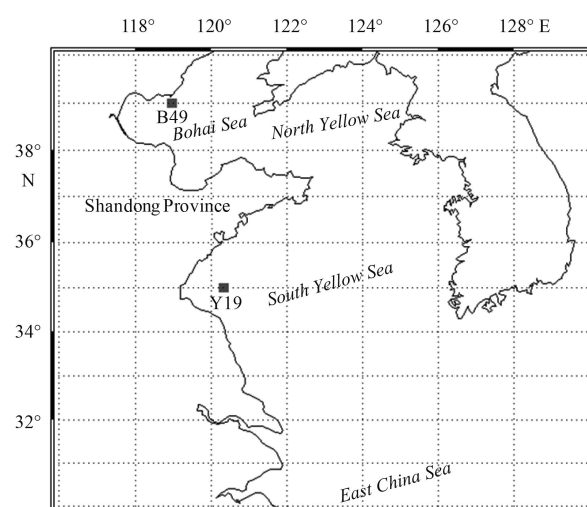 118° 120° 122° 124° 126° 128° E
B49
Bohai Sea
North Yellow Sea
38°
N
Shandong Province
36°
South Yellow Sea
Y19
34°
32°
East China Sea